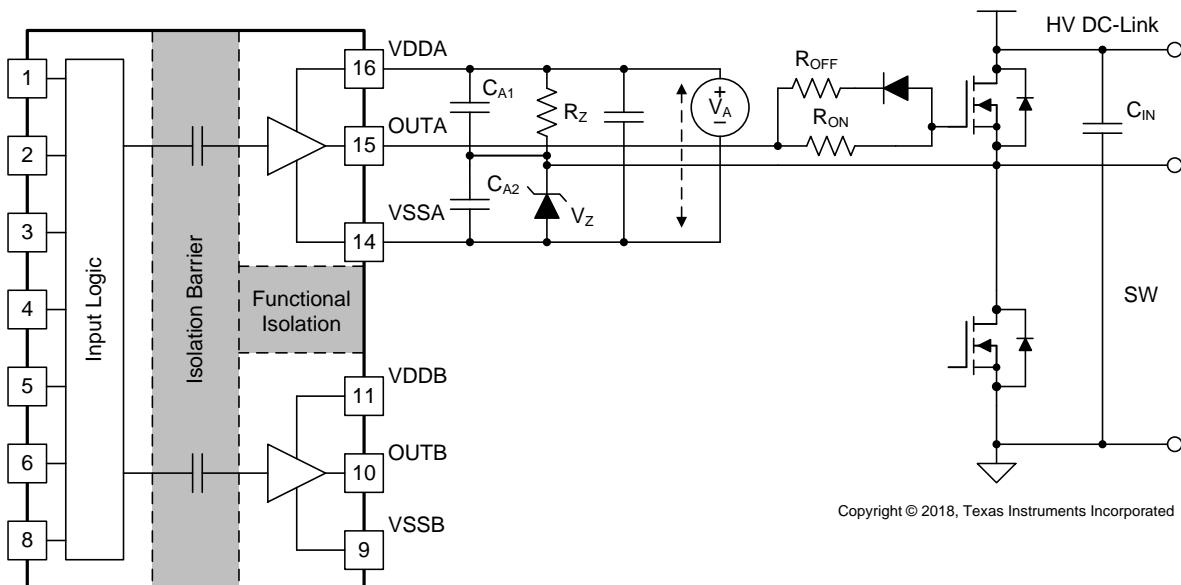 1
2
3
4
5
6
8
Input Logic
Isolation Barrier
Functional
Isolation
16
VDDA
15
OUTA
14
VSSA
11
VDDB
10
OUTB
9
VSSB
CA1
RZ
CA2
VZ
+
VA
−
ROFF
RON
HV DC-Link
CIN
SW
Copyright © 2018, Texas Instruments Incorporated